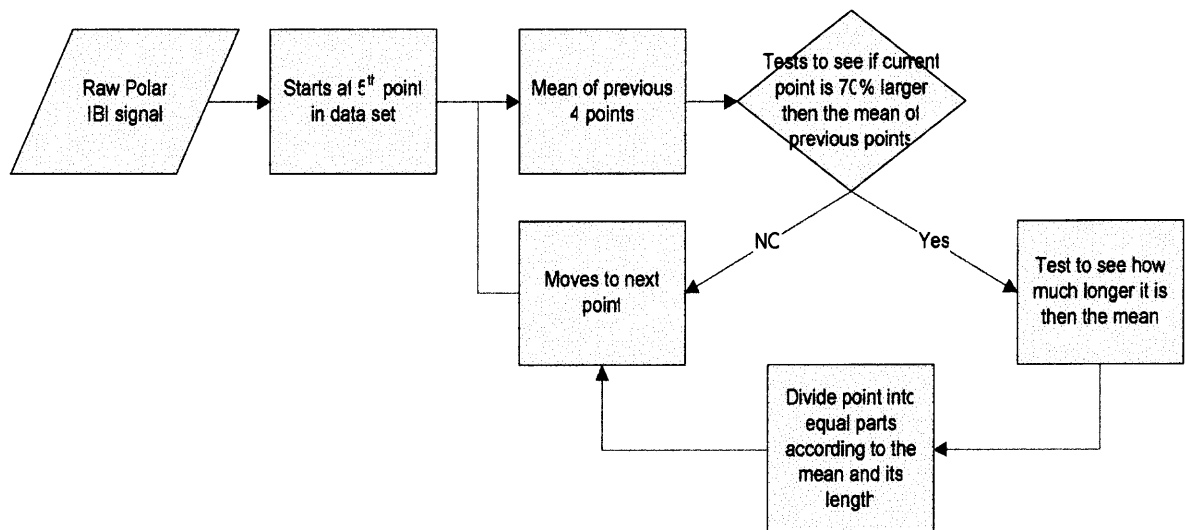 Raw Polar
IBI signal
Starts at 5th point
in data set
Mean of previous
4 points
Tests to see if current
point is 70% larger
then the mean of
previous points
NO
Yes
Moves to next
point
Test to see how
much longer it is
then the mean
Divide point into
equal parts
according to the
mean and its
length